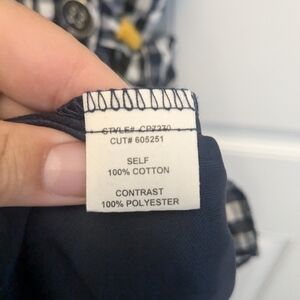 STYLE# CP7270
CUT# 605251
SELF
100% COTTON
CONTRAST
100% POLYESTER